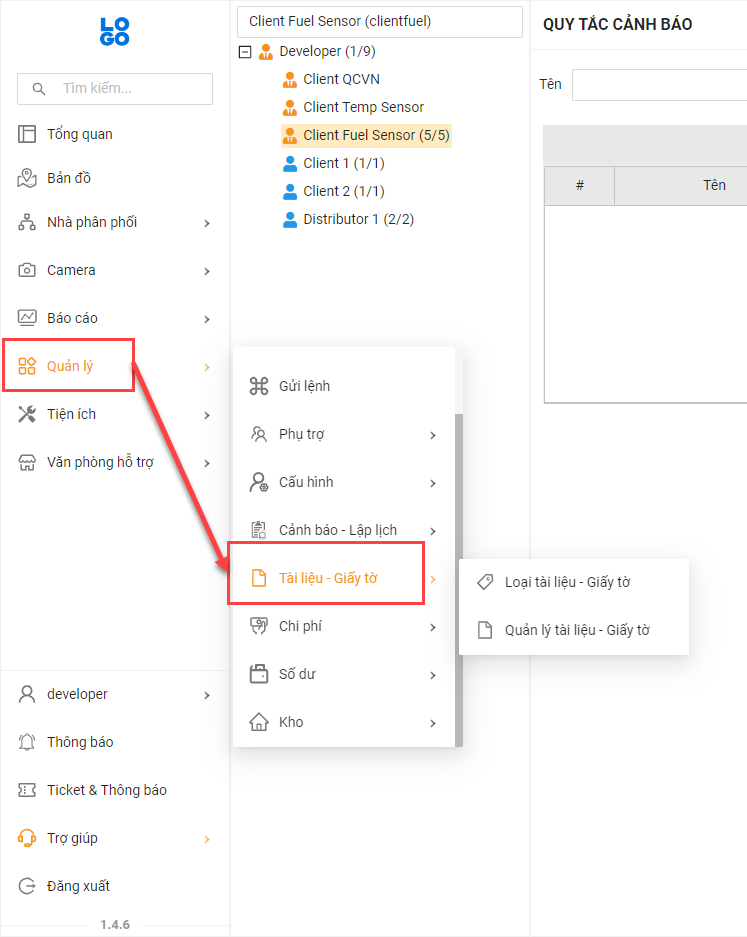 LO
GO
Tìm kiếm...
Tổng quan
Bản đồ
Nhà phân phối
Camera
Báo cáo
Quản lý
Tiện ích
Văn phòng hỗ trợ
developer
Thông báo
Ticket & Thông báo
Trợ giúp
Đăng xuất
1.4.6
Client Fuel Sensor (clientfuel)
Developer (1/9)
Client QCVN
Client Temp Sensor
Client Fuel Sensor (5/5)
Client 1 (1/1)
Client 2 (1/1)
Distributor 1 (2/2)
Gửi lệnh
Phụ trợ
Cấu hình
Cảnh báo - Lập lịch
Tài liệu - Giấy tờ
Chi phí
Số dư
Kho
Loại tài liệu - Giấy tờ
Quản lý tài liệu - Giấy tờ
QUY TẮC CẢNH BÁO
Tên
# Tên